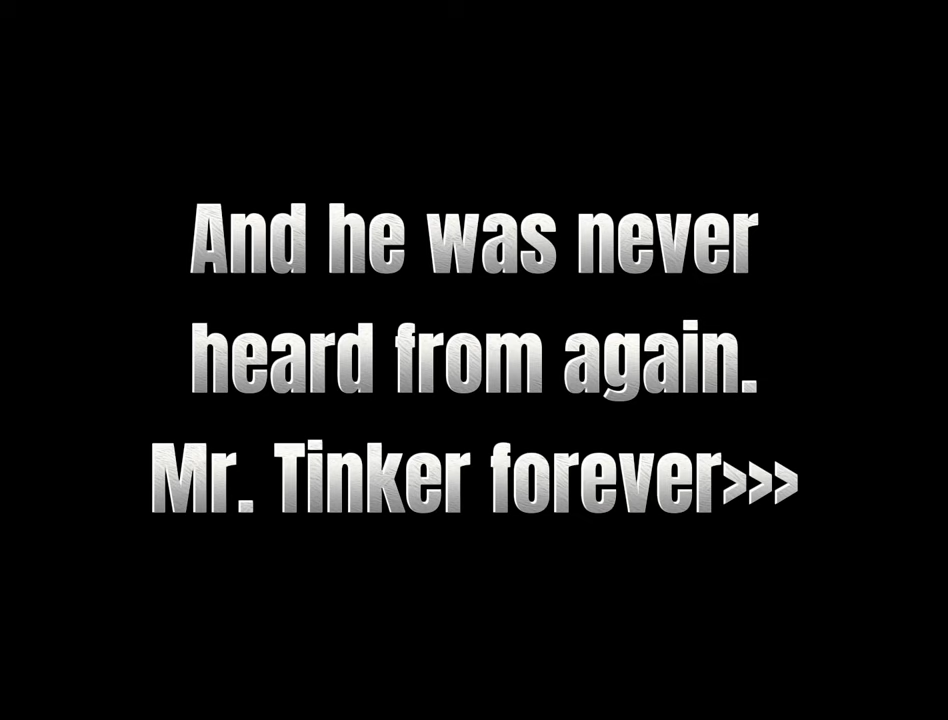 And he was never
heard from again.
Mr. Tinker forever>>>